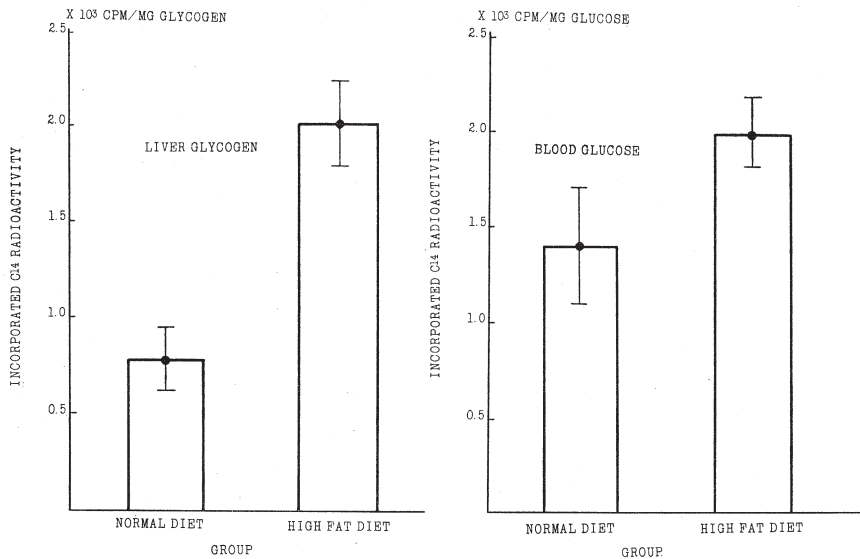 X 10³ CPM/MG GLYCOGEN
2.5
2.0
1.5
1.0
0.5
INCORPORATED C14 RADIOACTIVITY
LIVER GLYCOGEN
NORMAL DIET
HIGH FAT DIET
GROUP
X 10³ CPM/MG GLUCOSE
2.5
2.0
1.5
1.0
0.5
INCORPORATED C14 RADIOACTIVITY
BLOOD GLUCOSE
NORMAL DIET
HIGH FAT DIET
GROUP